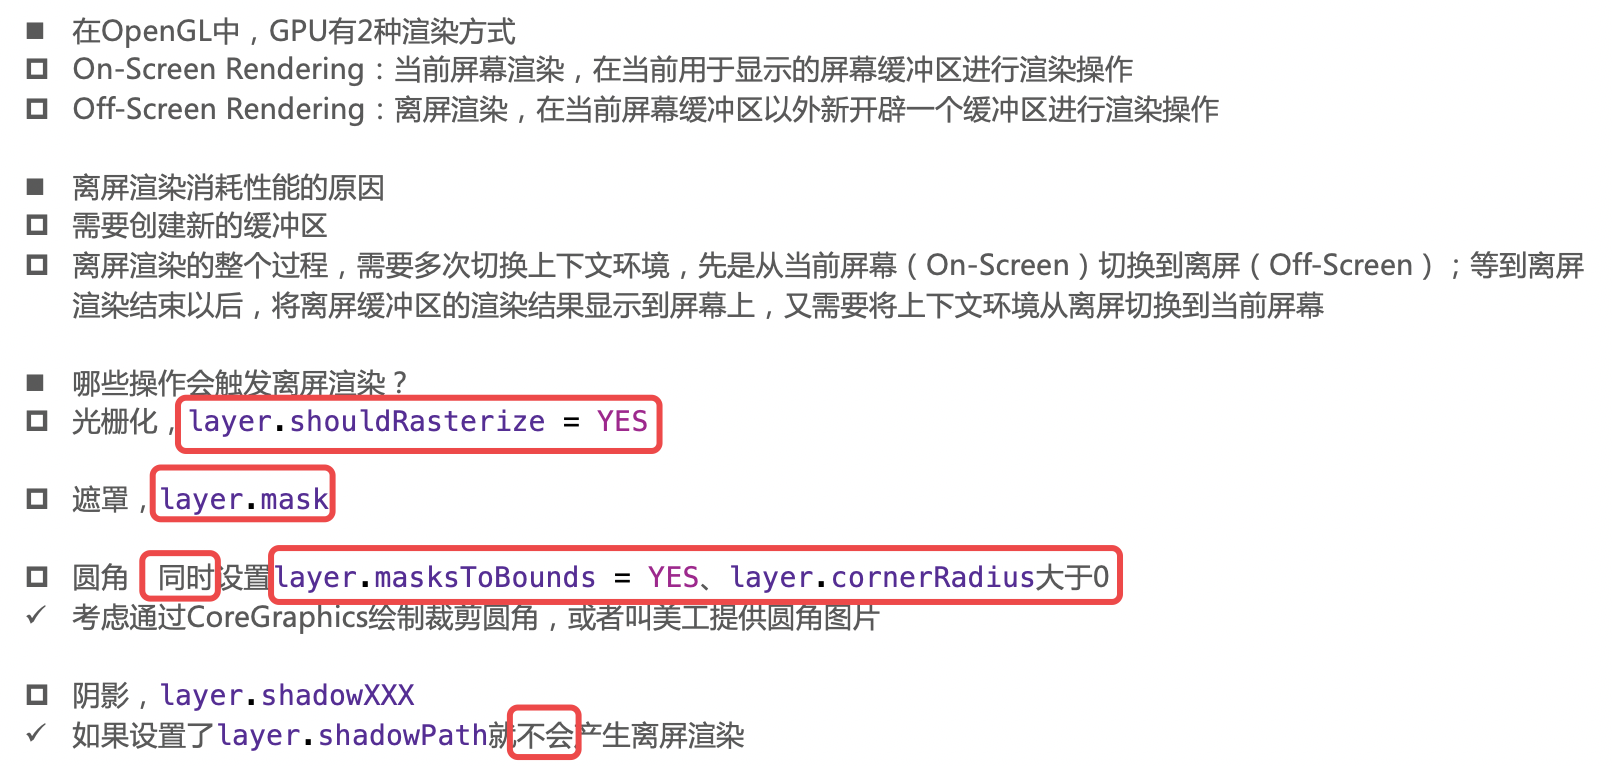 在OpenGL中，GPU有2种渲染方式
On-Screen Rendering：当前屏幕渲染，在当前用于显示的屏幕缓冲区进行渲染操作
Off-Screen Rendering：离屏渲染，在当前屏幕缓冲区以外新开辟一个缓冲区进行渲染操作
离屏渲染消耗性能的原因
需要创建新的缓冲区
离屏渲染的整个过程，需要多次切换上下文环境，先是从当前屏幕（On-Screen）切换到离屏（Off-Screen）；等到离屏
渲染结束以后，将离屏缓冲区的渲染结果显示到屏幕上，又需要将上下文环境从离屏切换到当前屏幕
哪些操作会触发离屏渲染？
光栅化，layer.shouldRasterize = YES
遮罩，layer.mask
圆角，同时设置layer.masksToBounds = YES、layer.cornerRadius大于0
考虑通过CoreGraphics绘制裁剪圆角，或者叫美工提供圆角图片
阴影，layer.shadowXXX
如果设置了layer.shadowPath就不会产生离屏渲染